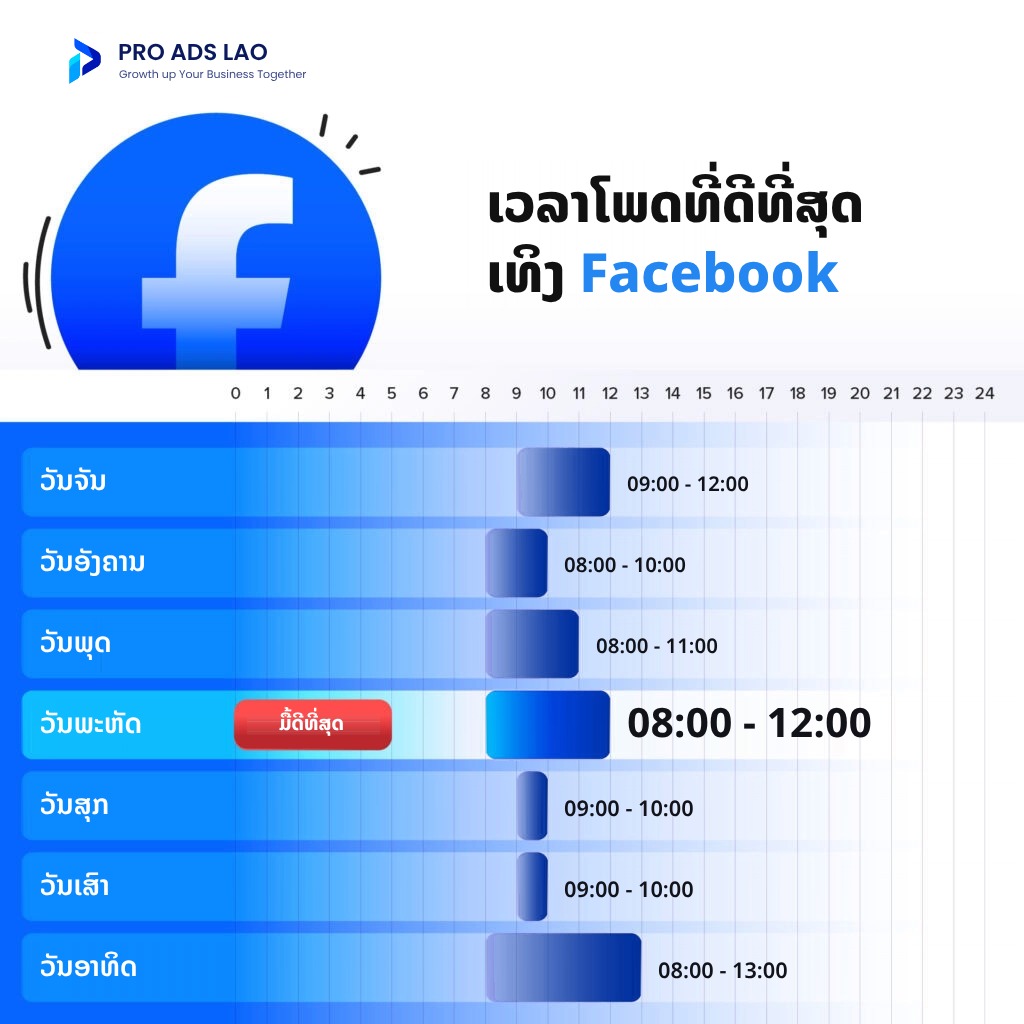 PRO ADS LAO
Growth up Your Business Together
ເວລາໂພດທີ່ດີທີ່ສຸດ
ເທິງ Facebook
0 1 2 3 4 5 6 7 8 9 10 11 12 13 14 15 16 17 18 19 20 21 22 23 24
ວັນຈັນ 09:00 - 12:00
ວັນອັງຄານ 08:00 - 10:00
ວັນພຸດ 08:00 - 11:00
ວັນພະຫັດ ມື້ດີທີ່ສຸດ 08:00 - 12:00
ວັນສຸກ 09:00 - 10:00
ວັນເສົາ 09:00 - 10:00
ວັນອາທິດ 08:00 - 13:00